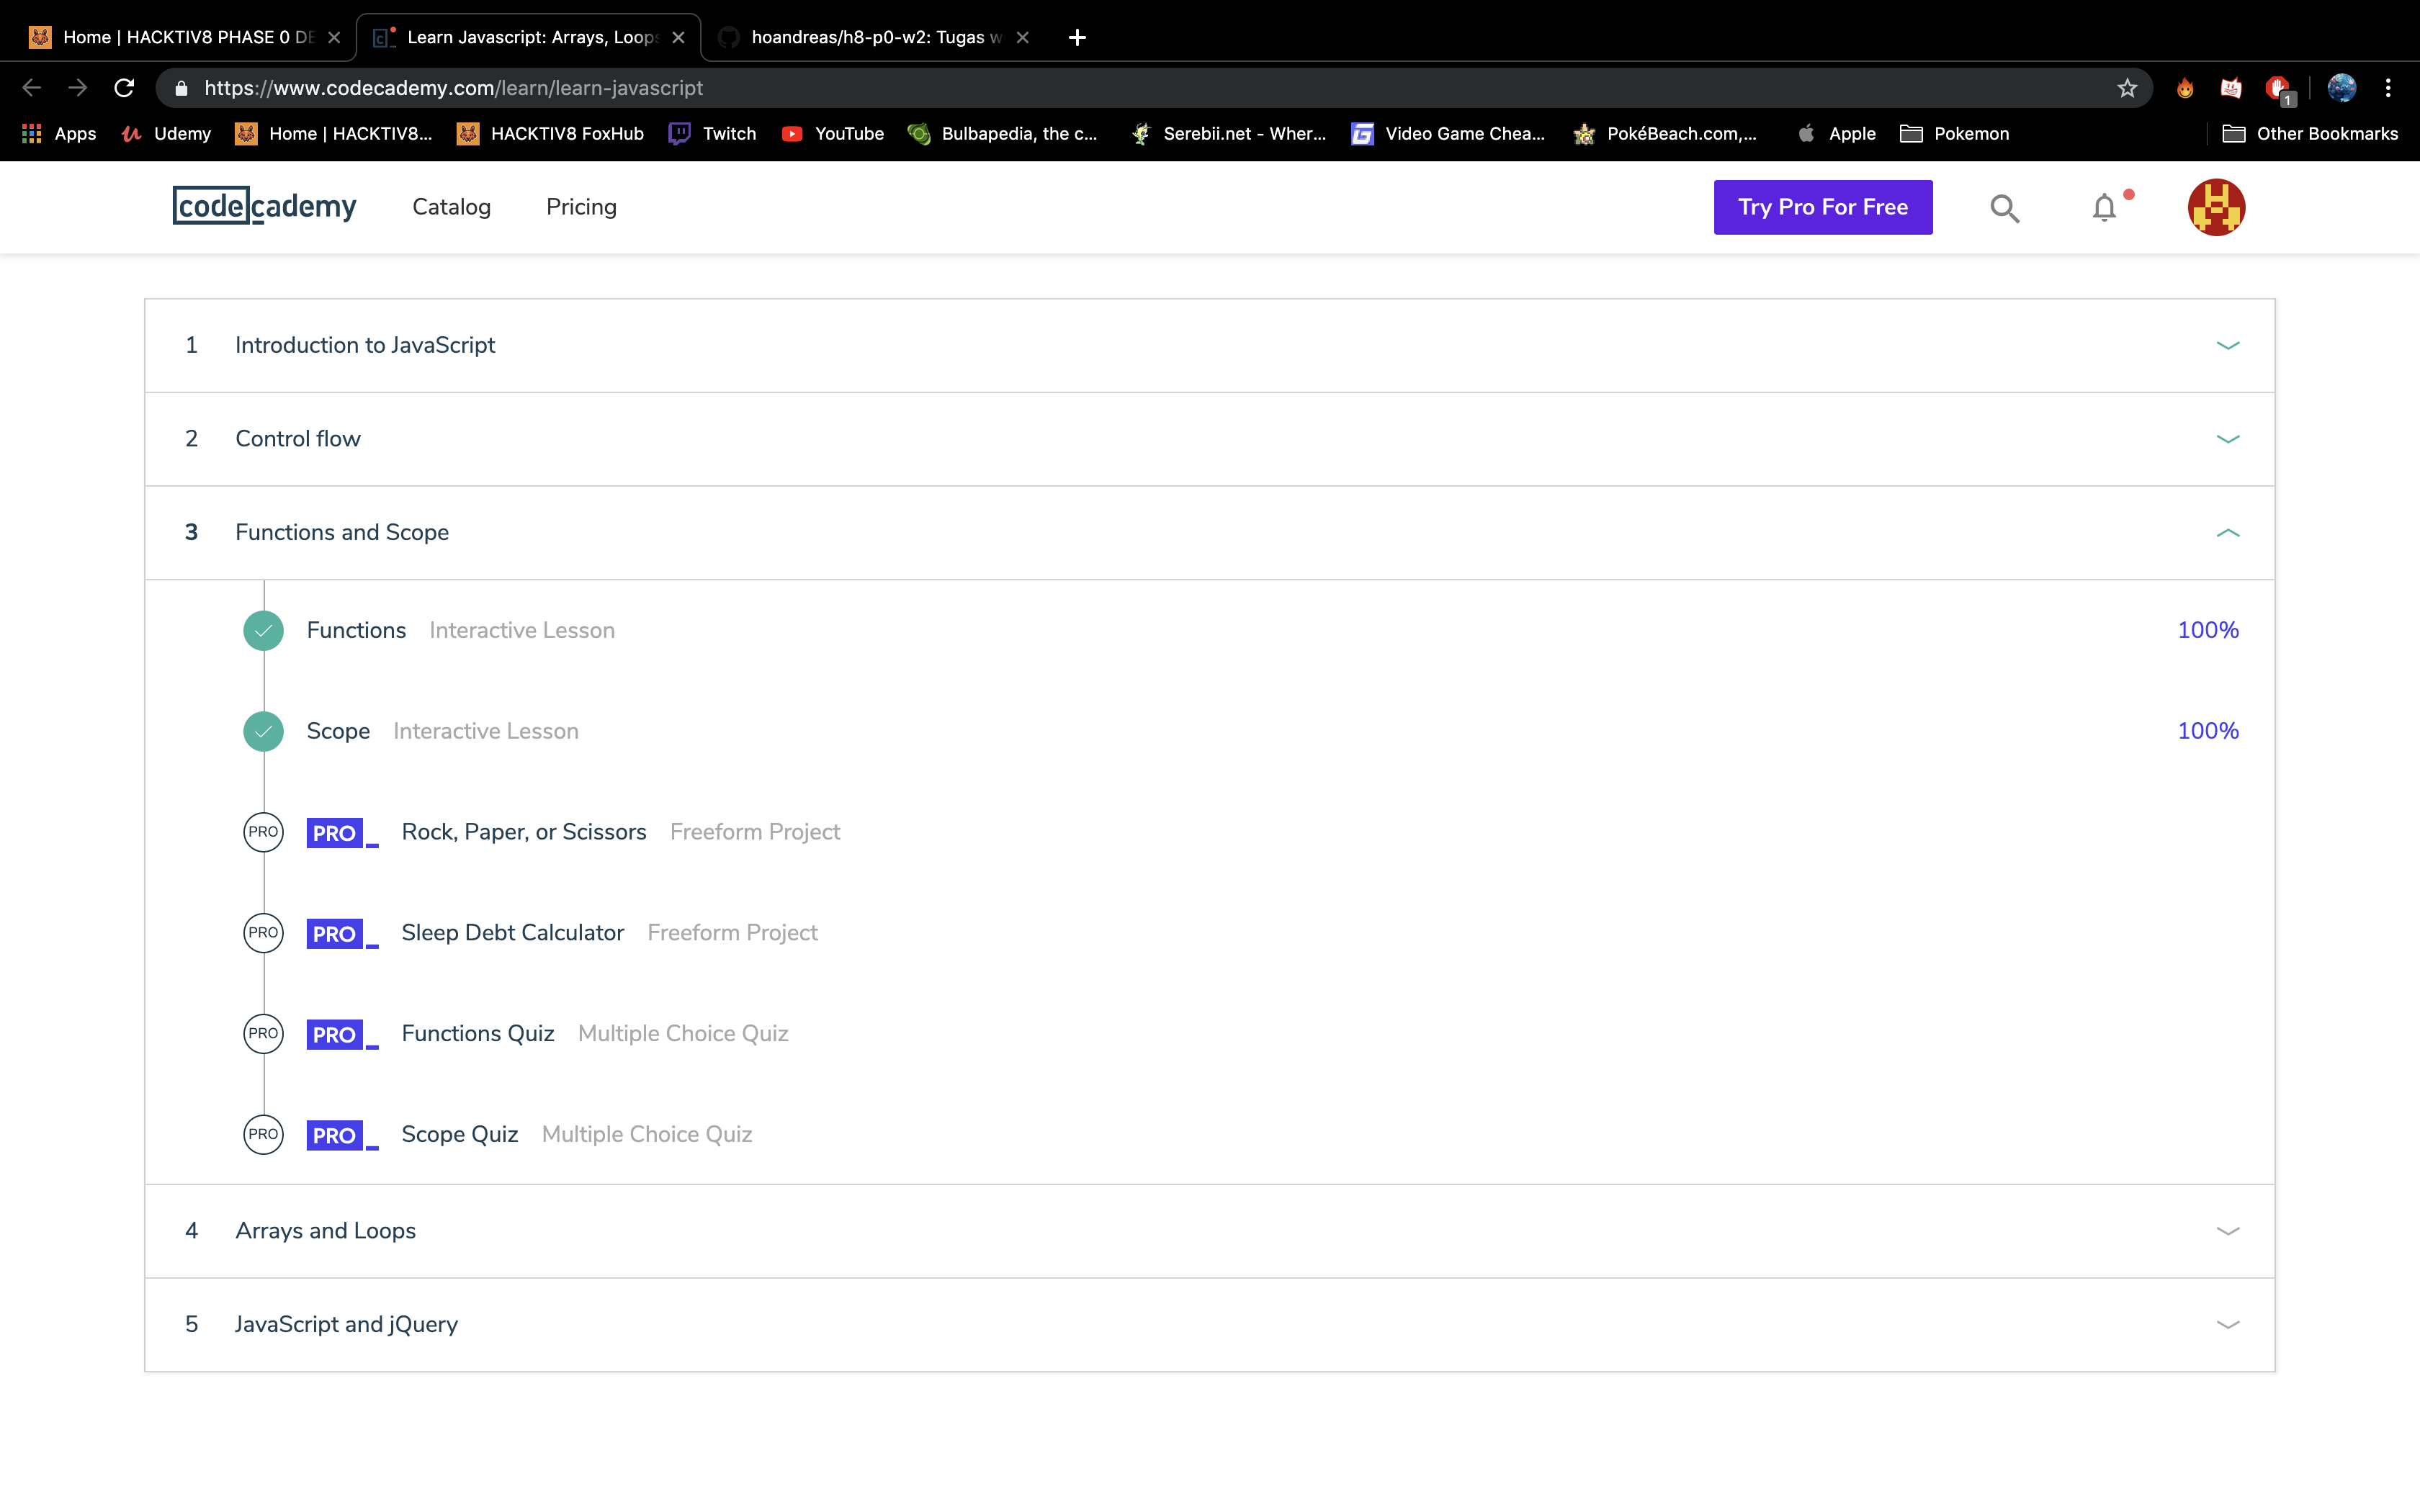 Home | HACKTIV8 PHASE 0 DE
Learn Javascript: Arrays, Loops
hoandreas/h8-p0-w2: Tugas w
https://www.codecademy.com/learn/learn-javascript
1
Apps Udemy Home | HACKTIV8... HACKTIV8 FoxHub Twitch YouTube Bulbapedia, the c... Serebii.net - Wher... Video Game Chea... PokéBeach.com,... Apple Pokemon Other Bookmarks
codecademy Catalog Pricing Try Pro For Free
1 Introduction to JavaScript
2 Control flow
3 Functions and Scope
Functions Interactive Lesson 100%
Scope Interactive Lesson 100%
PRO PRO_ Rock, Paper, or Scissors Freeform Project
PRO PRO_ Sleep Debt Calculator Freeform Project
PRO PRO_ Functions Quiz Multiple Choice Quiz
PRO PRO_ Scope Quiz Multiple Choice Quiz
4 Arrays and Loops
5 JavaScript and jQuery